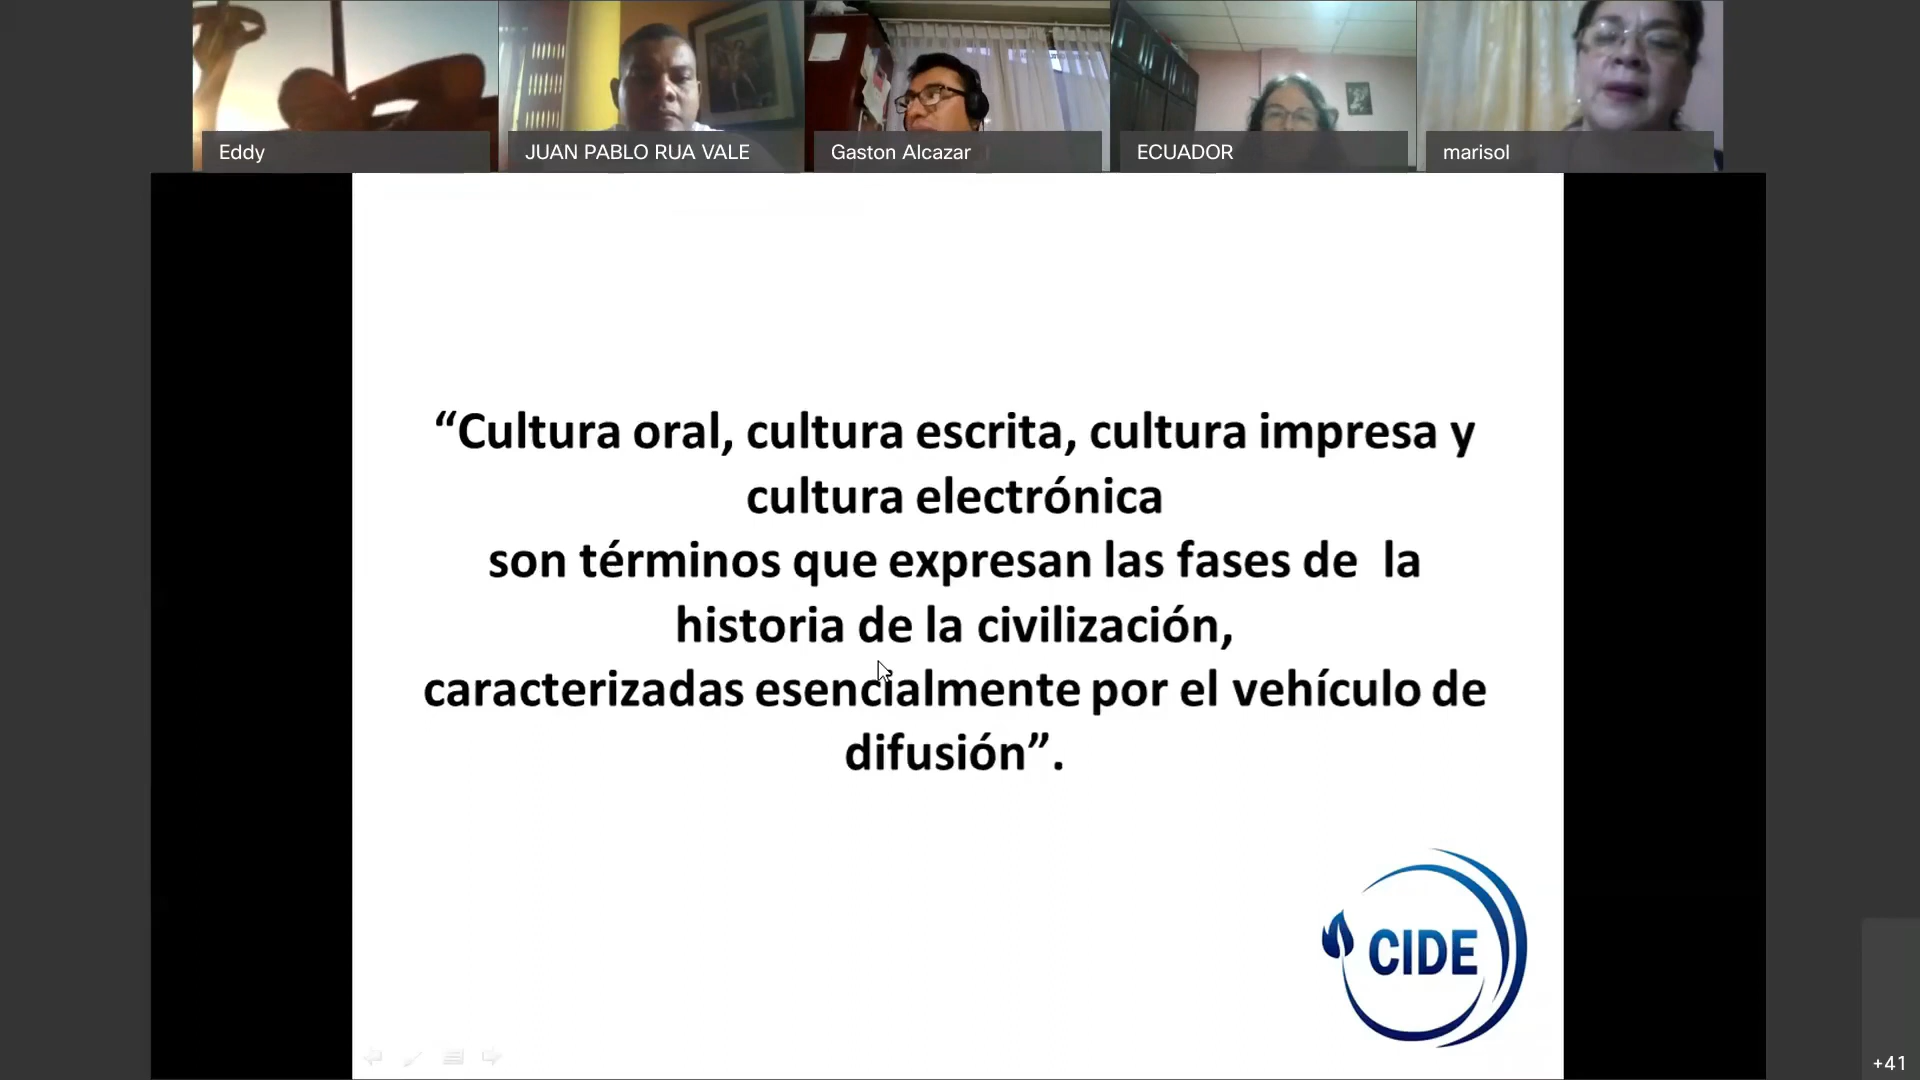 Eddy
JUAN PABLO RUA VALE
Gaston Alcazar
ECUADOR
marisol
“Cultura oral, cultura escrita, cultura impresa y
cultura electrónica
son términos que expresan las fases de la
historia de la civilización,
caracterizadas esencialmente por el vehículo de
difusión”.
CIDE
+41